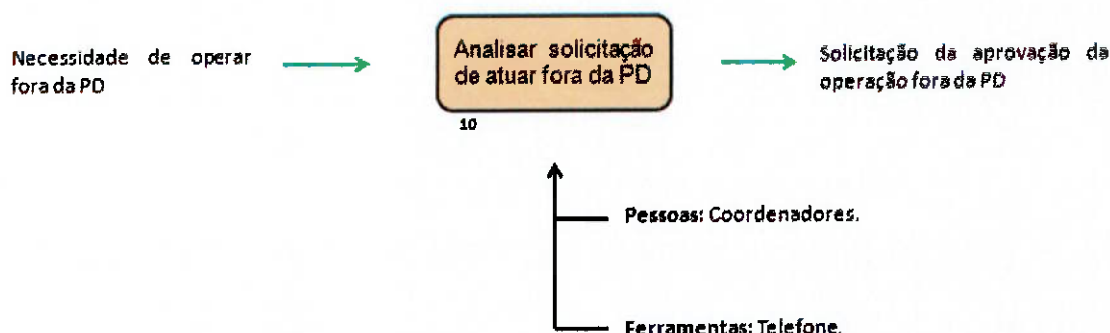 Necessidade de operar
fora da PD
Analisar solicitação
de atuar fora da PD
10
Solicitação da aprovação da
operação fora da PD
Pessoas: Coordenadores.
Ferramentas: Telefone.